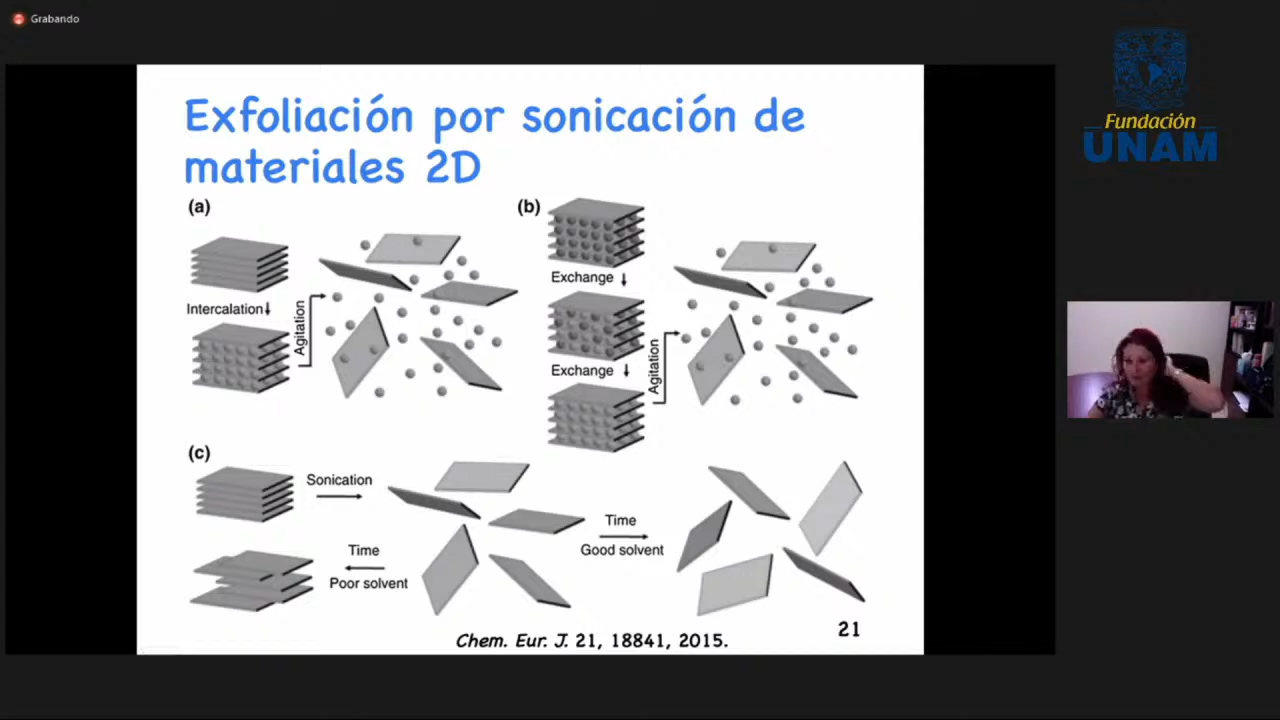 Grabando
Fundación
UNAM
Exfoliación por sonicación de
materiales 2D
(a)
Intercalation
Agitation
(b)
Exchange
Exchange
Agitation
(c)
Sonication
Time
Good solvent
Time
Poor solvent
21
Chem. Eur. J. 21, 18841, 2015.